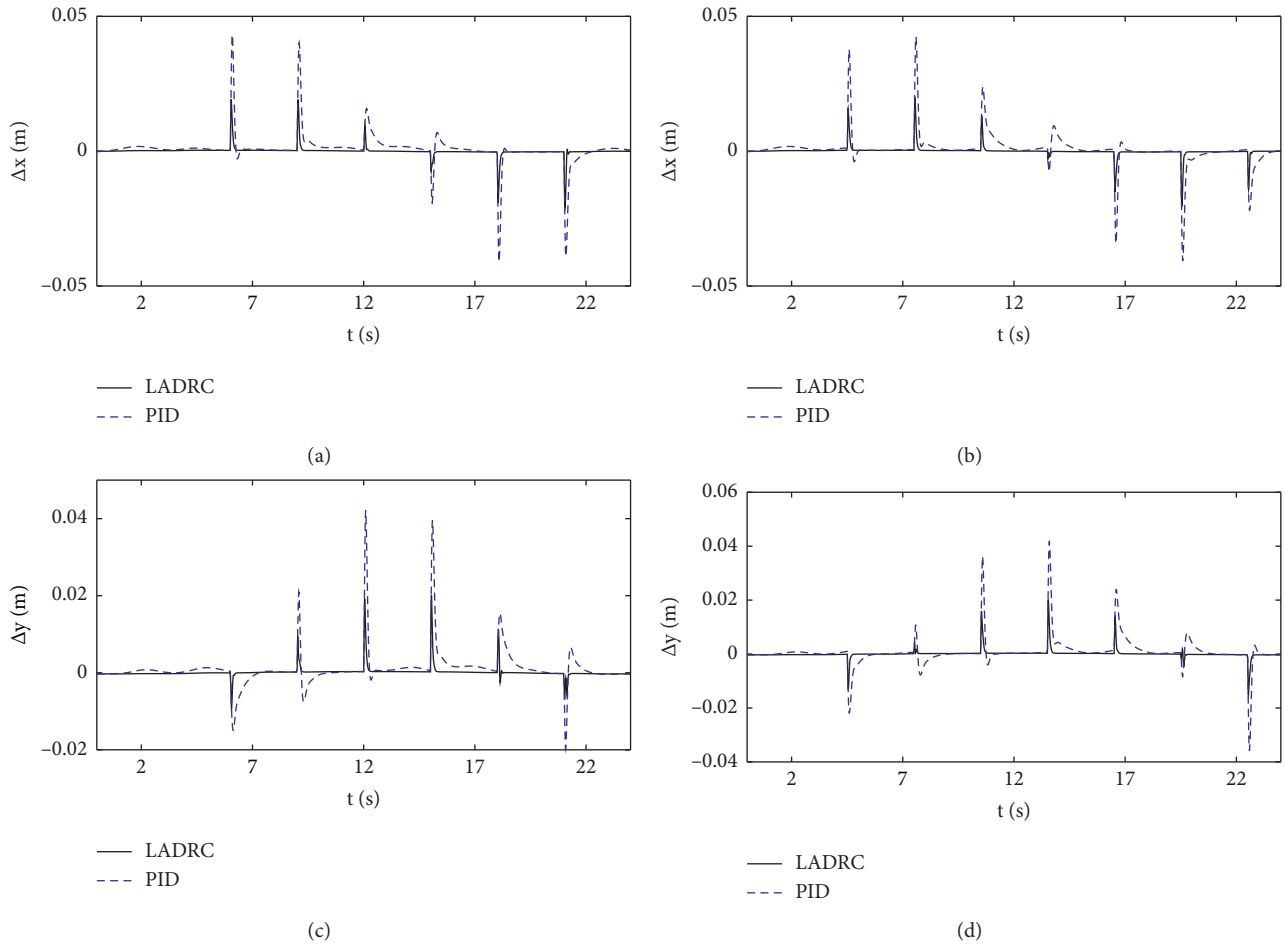 0.05
0
−0.05
Δx (m)
2 7 12 17 22
t (s)
LADRC
PID
(a)
0.05
0
−0.05
Δx (m)
2 7 12 17 22
t (s)
LADRC
PID
(b)
0.04
0.02
0
−0.02
Δy (m)
2 7 12 17 22
t (s)
LADRC
PID
(c)
0.06
0.04
0.02
0
−0.02
−0.04
Δy (m)
2 7 12 17 22
t (s)
LADRC
PID
(d)